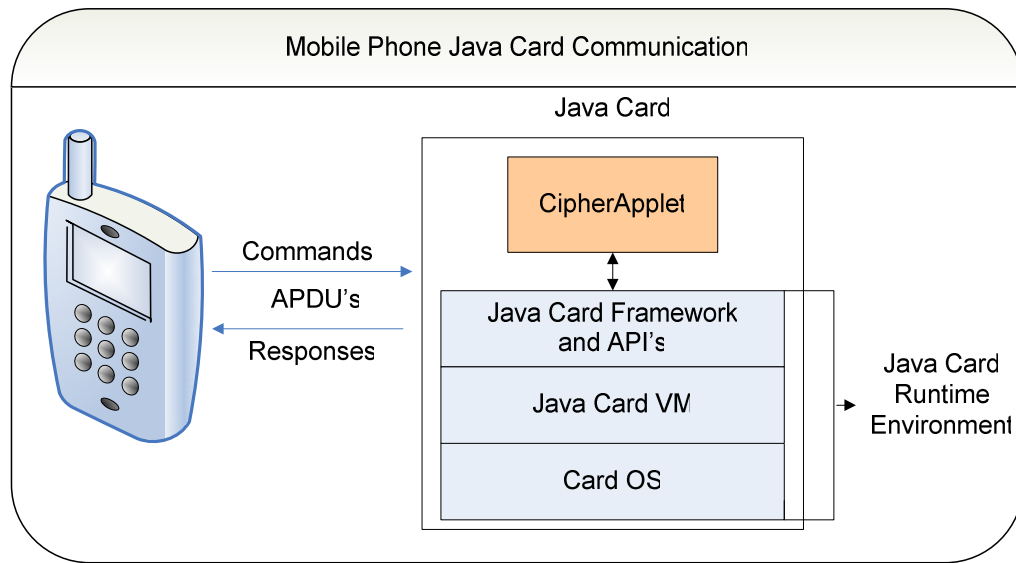 Mobile Phone Java Card Communication
Java Card
CipherApplet
Commands
APDU's
Responses
Java Card Framework
and API's
Java Card VM
Card OS
Java Card
Runtime
Environment